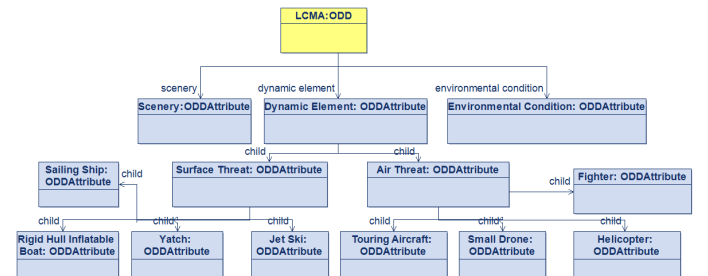 LCMA:ODD
scenery
dynamic element
environmental condition
Scenery:ODDAttribute
Dynamic Element: ODDAttribute
Environmental Condition: ODDAttribute
child
child
Sailing Ship:
ODDAttribute
child
Surface Threat: ODDAttribute
Air Threat: ODDAttribute
child
Fighter: ODDAttribute
child
child
child
child
child
child
Rigid Hull Inflatable
Boat: ODDAttribute
Yatch:
ODDAttribute
Jet Ski:
ODDAttribute
Touring Aircraft:
ODDAttribute
Small Drone:
ODDAttribute
Helicopter:
ODDAttribute